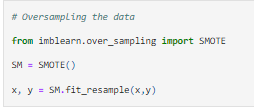 # Oversampling the data
from imblearn.over_sampling import SMOTE
SM = SMOTE()
x, y = SM.fit_resample(x,y)